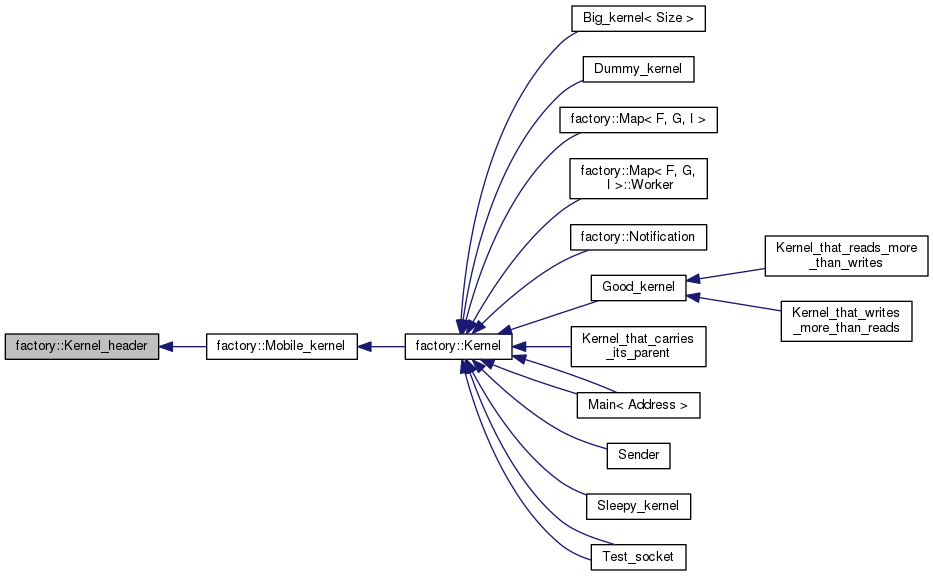 Big_kernel< Size >
Dummy_kernel
factory::Map< F, G, I >
factory::Map< F, G,
I >::Worker
factory::Notification
Kernel_that_reads_more
_than_writes
Good_kernel
Kernel_that_writes
_more_than_reads
factory::Kernel_header
factory::Mobile_kernel
factory::Kernel
Kernel_that_carries
_its_parent
Main< Address >
Sender
Sleepy_kernel
Test_socket